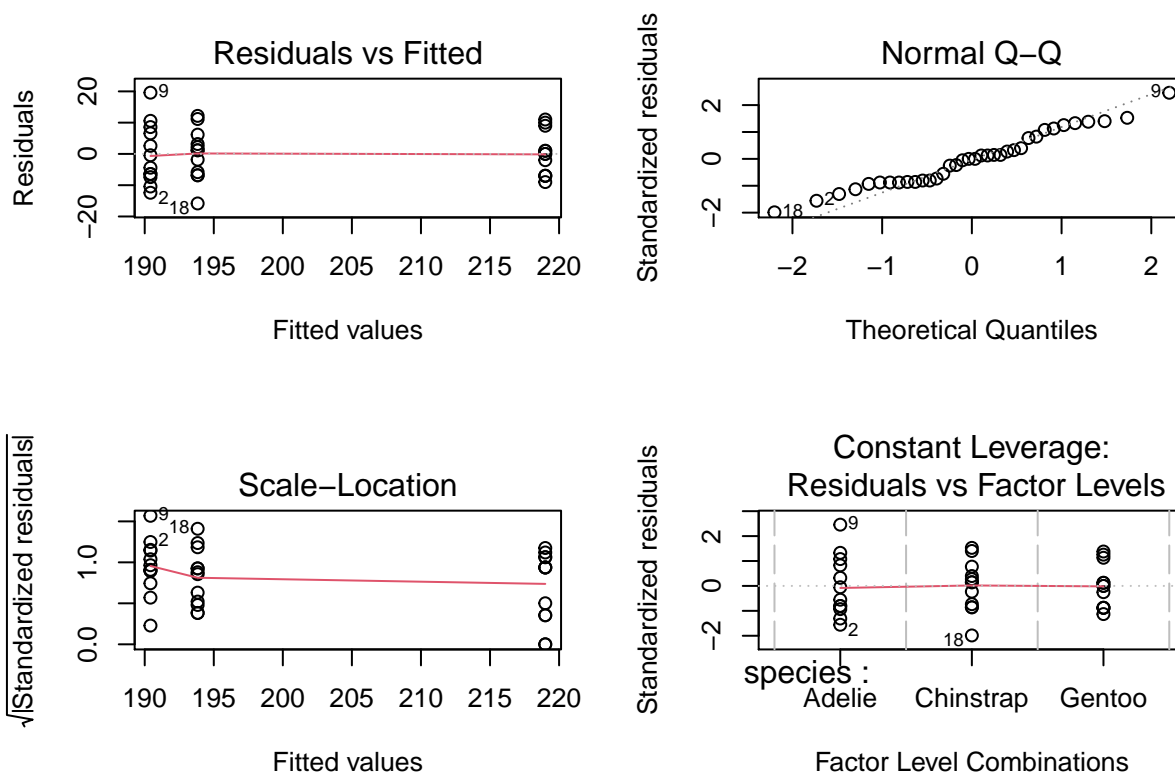 Residuals vs Fitted
Residuals
20
0
−20
9
2
18
190 195 200 205 210 215 220
Fitted values
Normal Q−Q
Standardized residuals
2
0
−2
9
2
18
−2 −1 0 1 2
Theoretical Quantiles
Scale−Location
√|Standardized residuals|
1.0
0.0
9
18
2
190 195 200 205 210 215 220
Fitted values
Constant Leverage:
Residuals vs Factor Levels
Standardized residuals
2
0
−2
9
2
18
species :
Adelie Chinstrap Gentoo
Factor Level Combinations